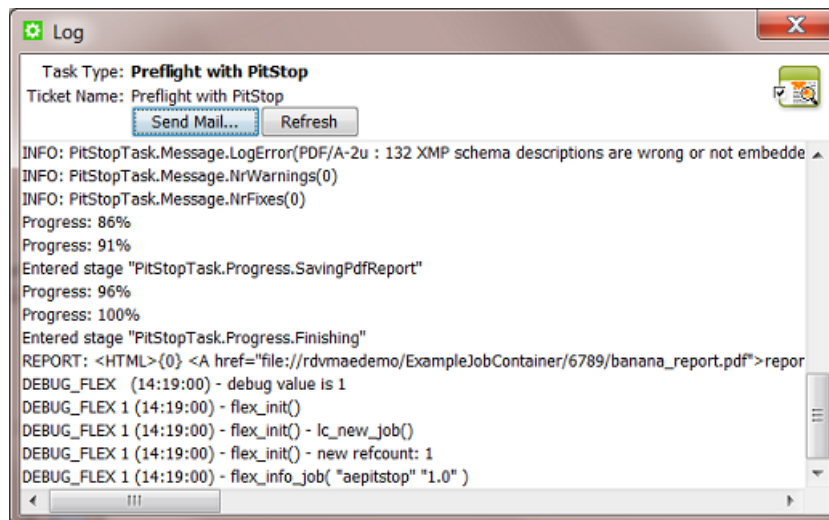 Log
Task Type: Preflight with PitStop
Ticket Name: Preflight with PitStop
Send Mail... Refresh
INFO: PitStopTask.Message.LogError(PDF/A-2u : 132 XMP schema descriptions are wrong or not embedde
INFO: PitStopTask.Message.NrWarnings(0)
INFO: PitStopTask.Message.NrFixes(0)
Progress: 86%
Progress: 91%
Entered stage "PitStopTask.Progress.SavingPdfReport"
Progress: 96%
Progress: 100%
Entered stage "PitStopTask.Progress.Finishing"
REPORT: <HTML>{0} <A href="file://rdvmaedemo/ExampleJobContainer/6789/banana_report.pdf">repor
DEBUG_FLEX (14:19:00) - debug value is 1
DEBUG_FLEX 1 (14:19:00) - flex_init()
DEBUG_FLEX 1 (14:19:00) - flex_init() - lc_new_job()
DEBUG_FLEX 1 (14:19:00) - flex_init() - new refcount: 1
DEBUG_FLEX 1 (14:19:00) - flex_info_job( "aepitstop" "1.0" )